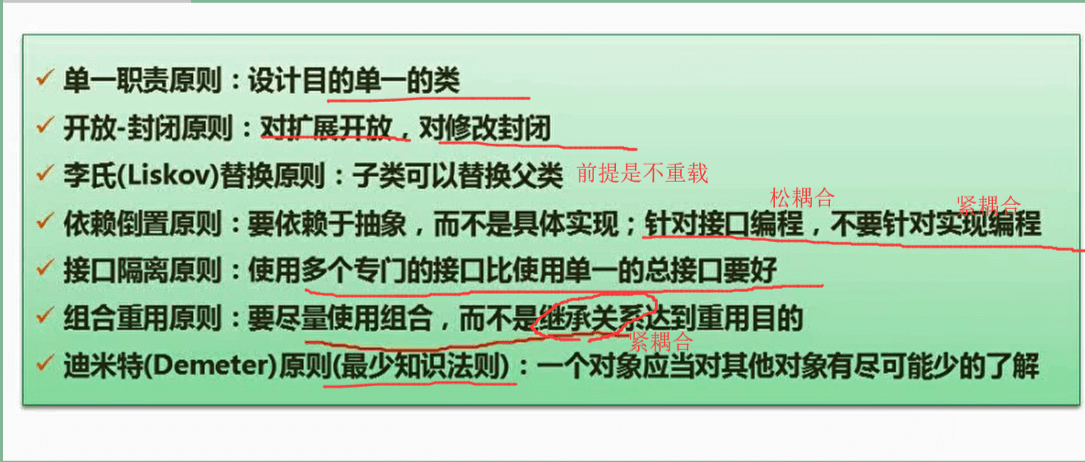 ✓ 单一职责原则：设计目的单一的类
✓ 开放-封闭原则：对扩展开放，对修改封闭
✓ 李氏(Liskov)替换原则：子类可以替换父类 前提是不重载
松耦合 紧耦合
✓ 依赖倒置原则：要依赖于抽象，而不是具体实现；针对接口编程，不要针对实现编程
✓ 接口隔离原则：使用多个专门的接口比使用单一的总接口要好
✓ 组合重用原则：要尽量使用组合，而不是继承关系达到重用目的
紧耦合
✓ 迪米特(Demeter)原则(最少知识法则)：一个对象应当对其他对象有尽可能少的了解